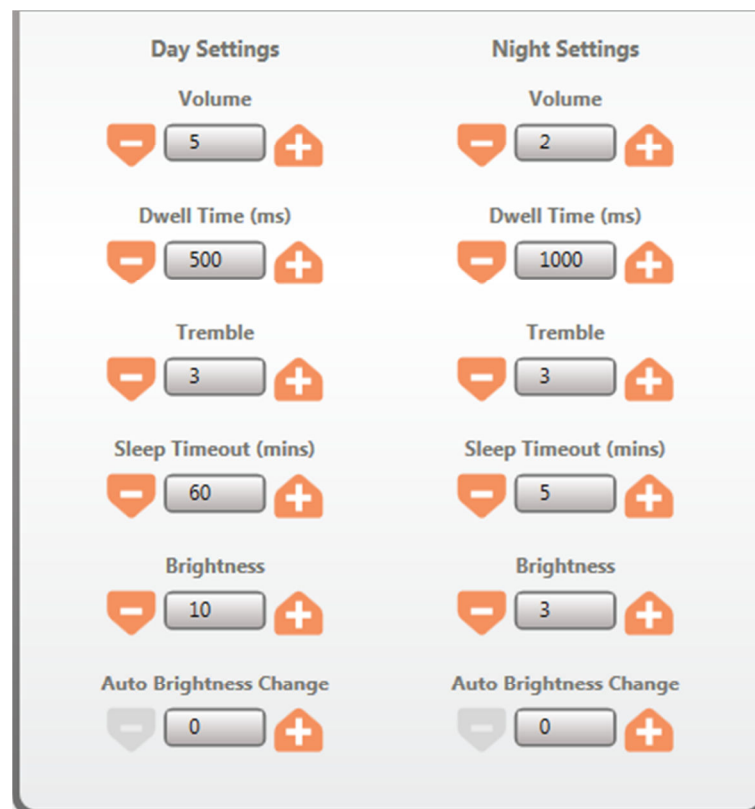 Day Settings Night Settings
Volume Volume
5 2
Dwell Time (ms) Dwell Time (ms)
500 1000
Tremble Tremble
3 3
Sleep Timeout (mins) Sleep Timeout (mins)
60 5
Brightness Brightness
10 3
Auto Brightness Change Auto Brightness Change
0 0